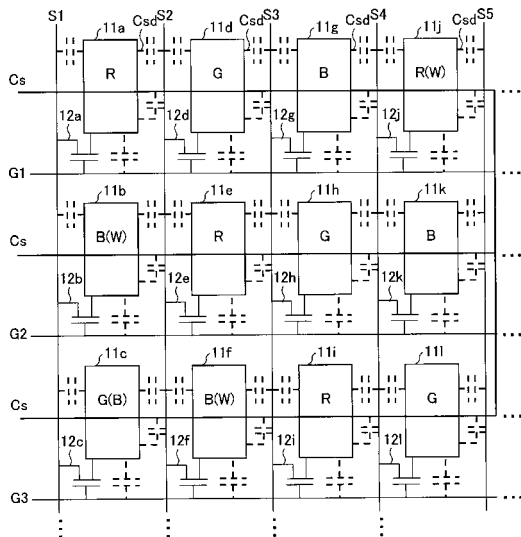 S1 Csd S2 Csd S3 Csd S4 Csd S5
11a 11d 11g 11j
R G B R(W)
Cs
12a 12d 12g 12j
G1
11b 11e 11h 11k
B(W) R G B
Cs
12b 12e 12h 12k
G2
11c 11f 11i 11l
G(B) B(W) R G
Cs
12c 12f 12i 12l
G3